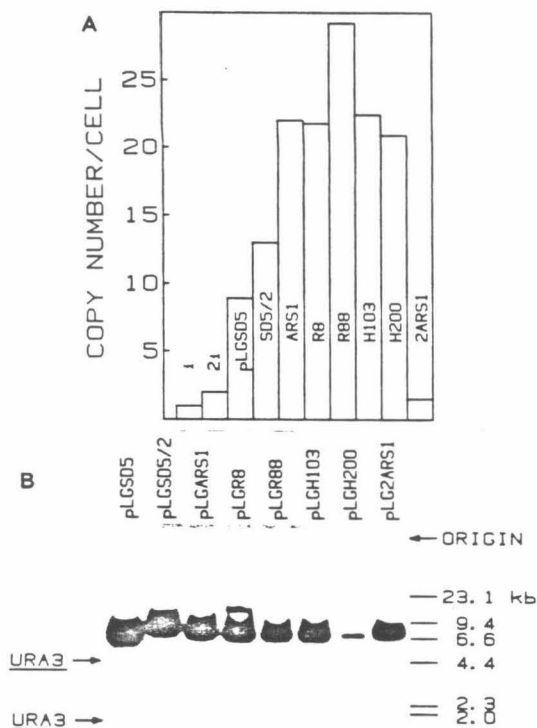 A
COPY NUMBER/CELL
25
20
15
10
5
1
21
pLGSD5
SD5/2
ARS1
R8
R88
H103
H200
2ARS1
B
pLGSD5
pLGSD5/2
pLGARS1
pLGR8
pLGR88
pLGH103
pLGH200
pLG2ARS1
ORIGIN
23.1 kb
9.4
6.6
URA3
4.4
2.3
URA3
2.0